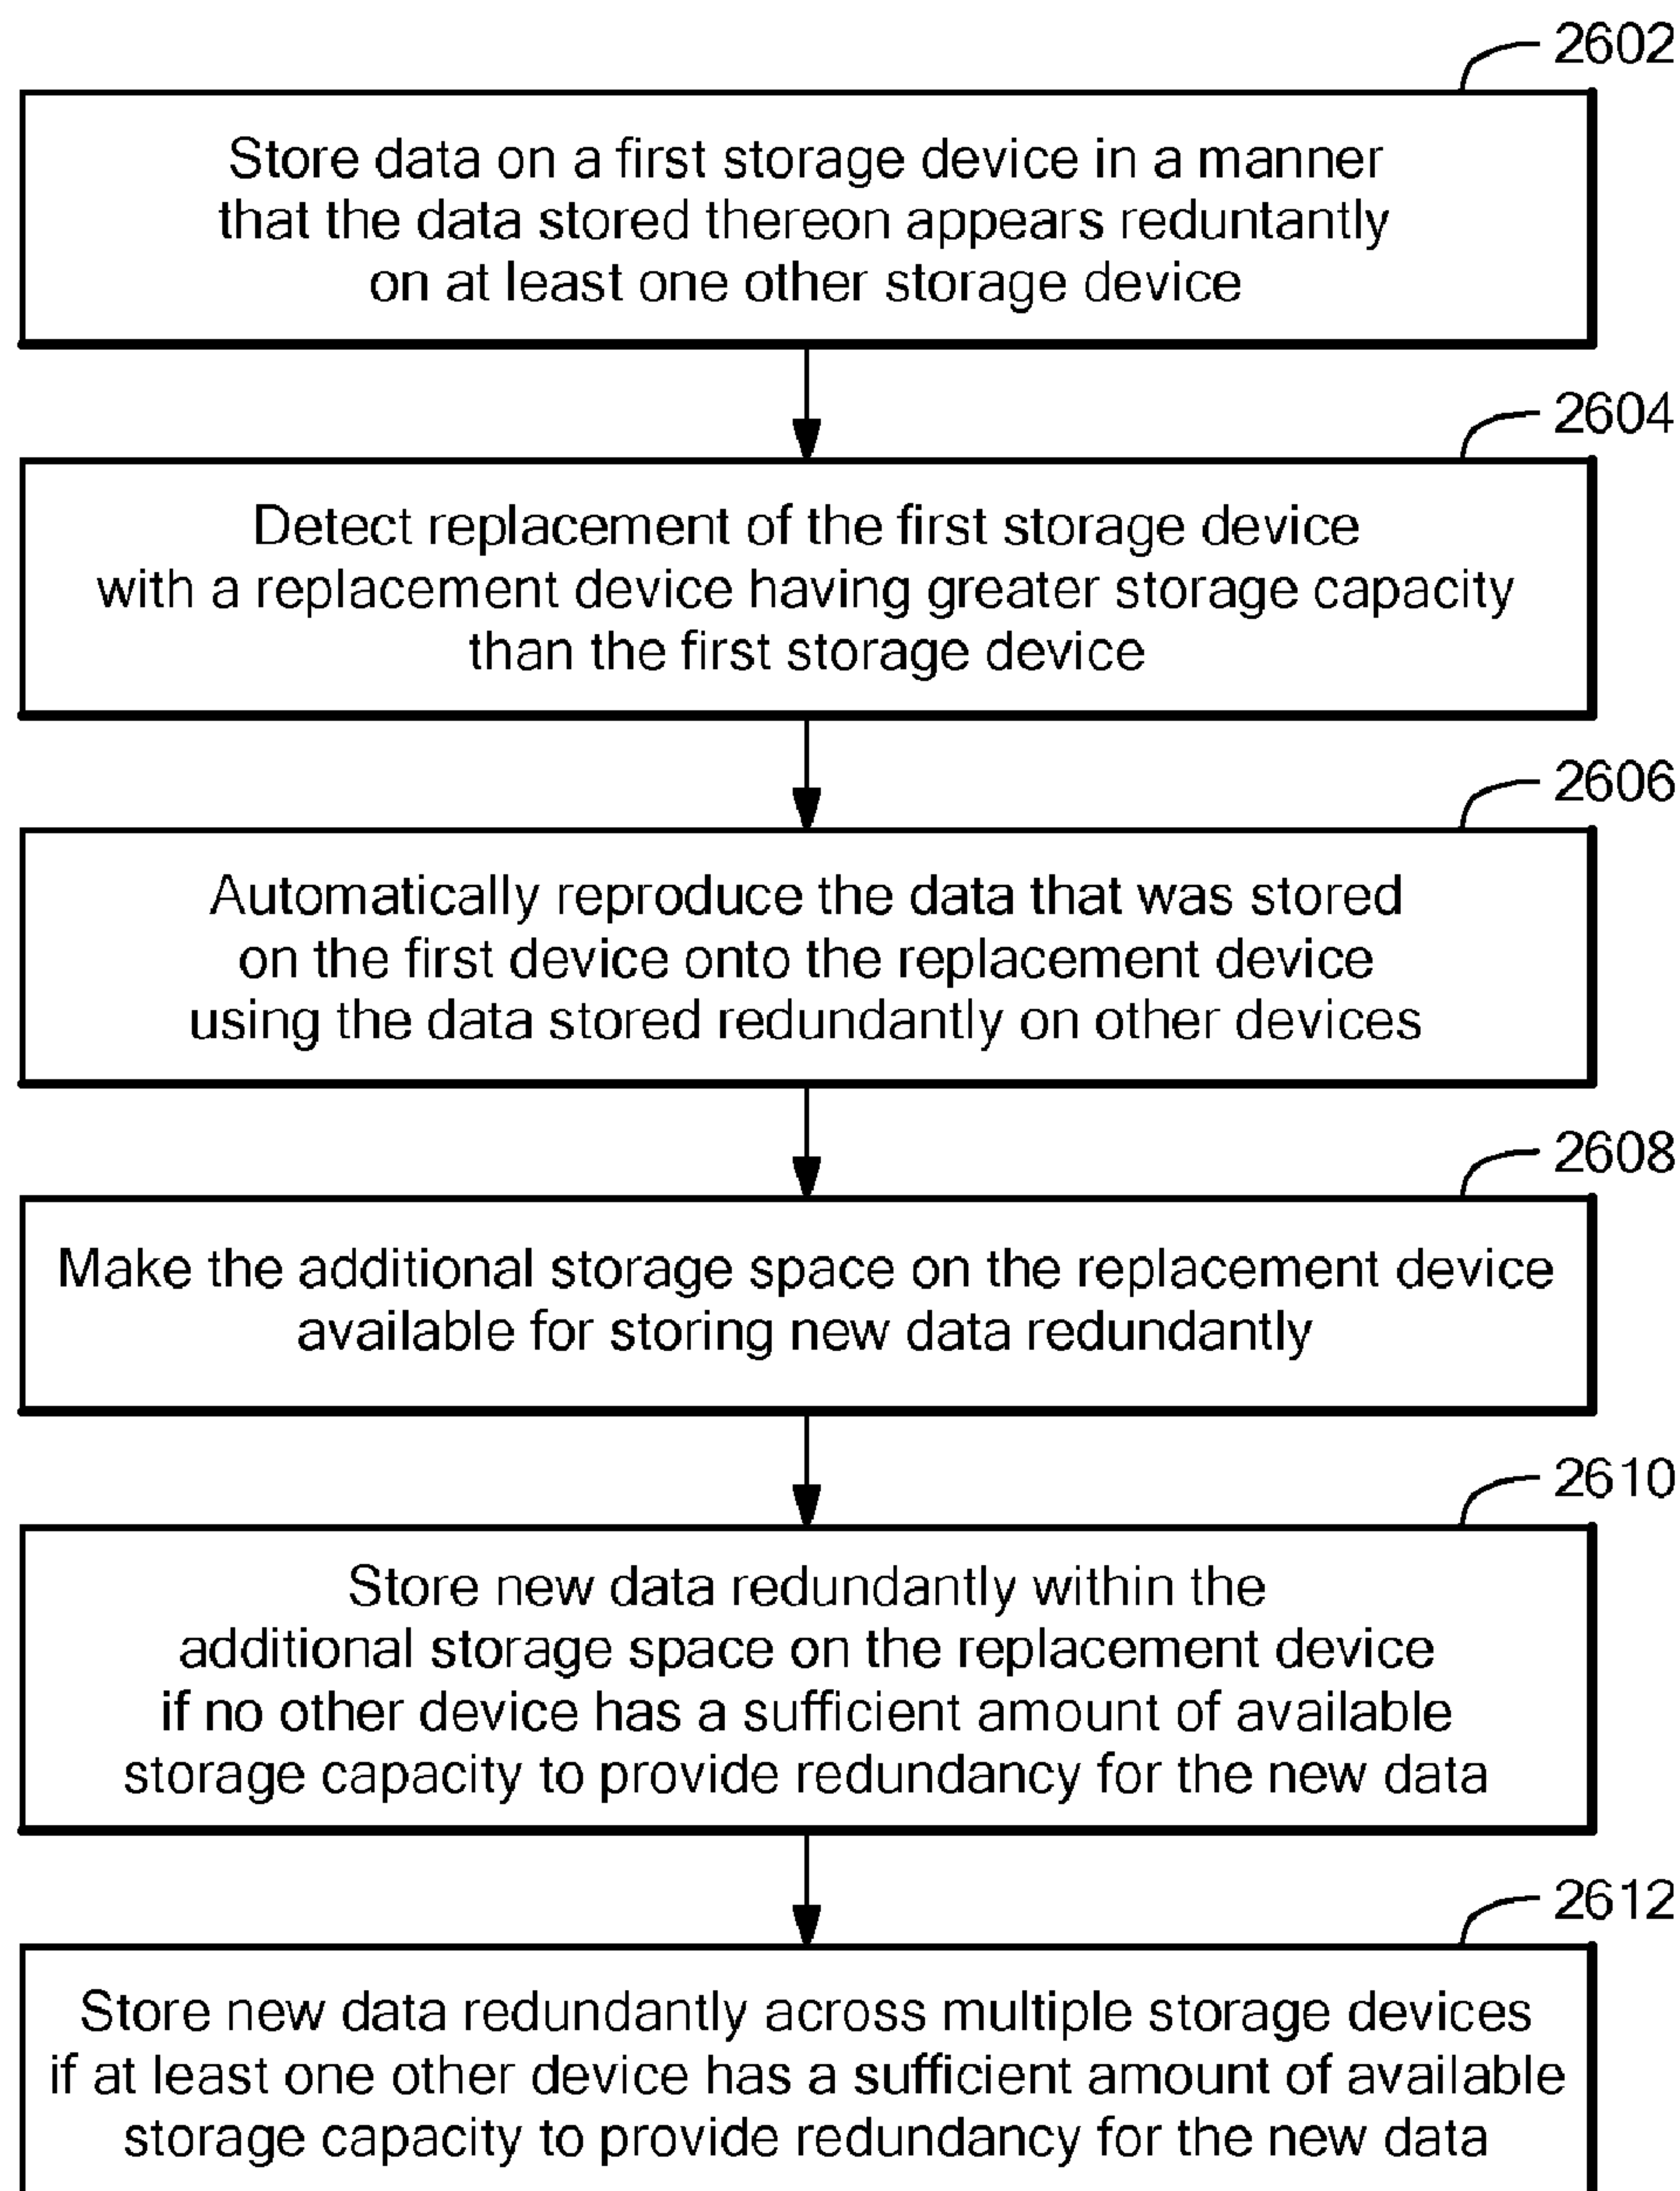 2602
Store data on a first storage device in a manner
that the data stored thereon appears reduntantly
on at least one other storage device
2604
Detect replacement of the first storage device
with a replacement device having greater storage capacity
than the first storage device
2606
Automatically reproduce the data that was stored
on the first device onto the replacement device
using the data stored redundantly on other devices
2608
Make the additional storage space on the replacement device
available for storing new data redundantly
2610
Store new data redundantly within the
additional storage space on the replacement device
if no other device has a sufficient amount of available
storage capacity to provide redundancy for the new data
2612
Store new data redundantly across multiple storage devices
if at least one other device has a sufficient amount of available
storage capacity to provide redundancy for the new data